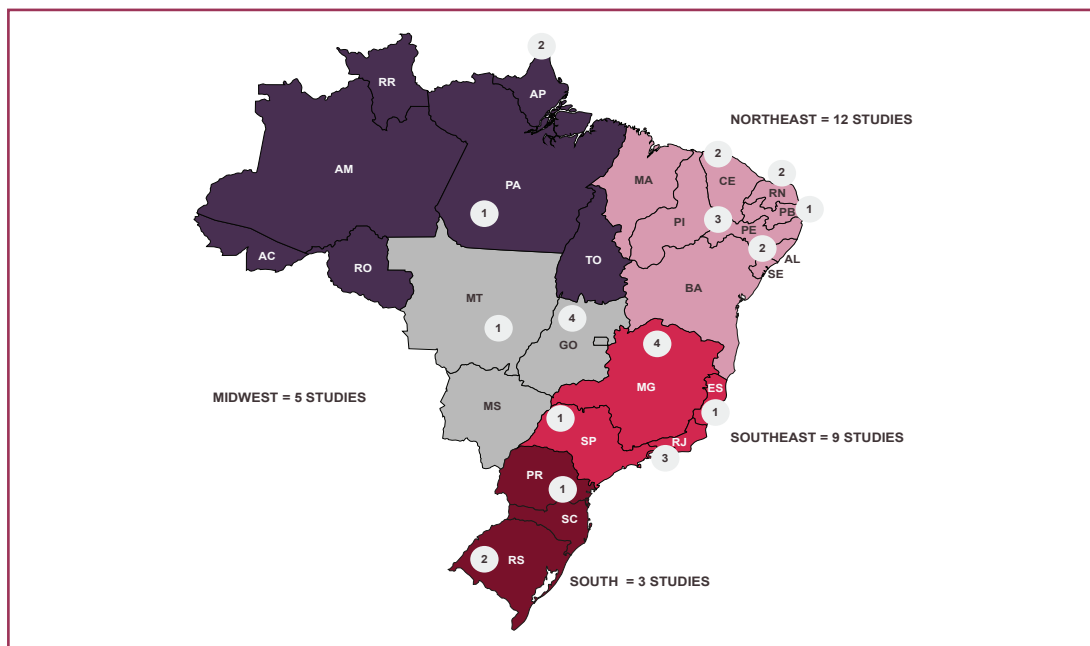 2
RR
AP
NORTHEAST = 12 STUDIES
2
CE
2
AM
MA
PA
RN
1
3
PB
1
PI
PE
2
AC
RO
TO
AL
SE
MT
BA
4
1
GO
4
MG
ES
MIDWEST = 5 STUDIES
MS
1
1
SP
RJ
SOUTHEAST = 9 STUDIES
3
PR
1
SC
2
RS
SOUTH = 3 STUDIES